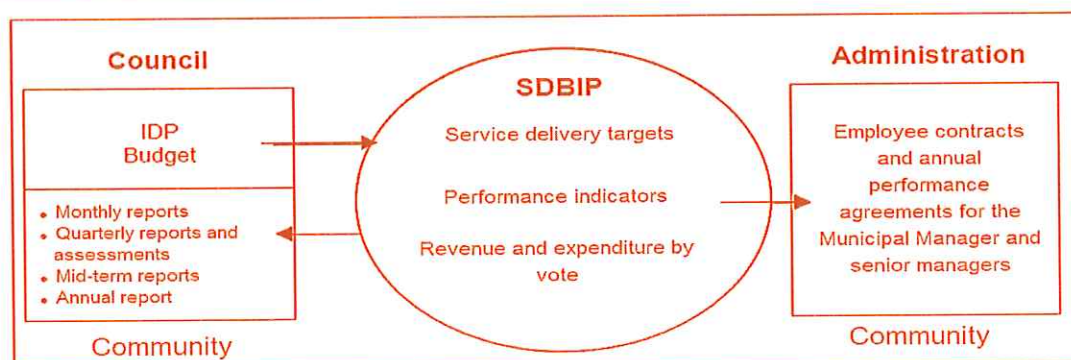 Council
IDP
Budget
• Monthly reports
• Quarterly reports and
assessments
• Mid-term reports
• Annual report
Community
SDBIP
Service delivery targets
Performance indicators
Revenue and expenditure by
vote
Administration
Employee contracts
and annual
performance
agreements for the
Municipal Manager and
senior managers
Community